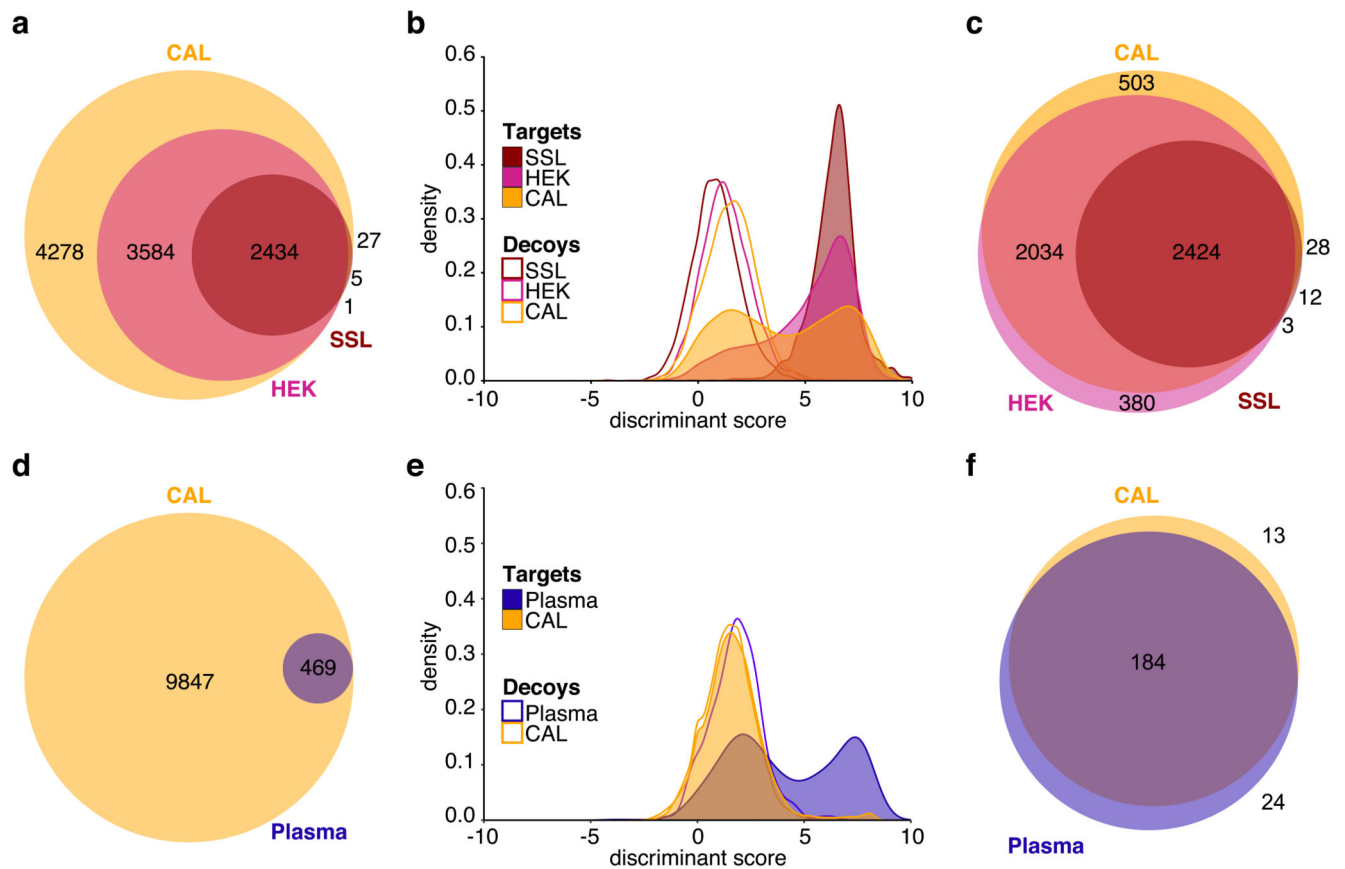 a
CAL
4278
3584
2434
27
5
1
SSL
HEK
b
0.6
0.5
0.4
0.3
0.2
0.1
0.0
density
Targets
SSL
HEK
CAL
Decoys
SSL
HEK
CAL
-10
-5
0
5
10
discriminant score
c
CAL
503
2034
2424
28
12
3
HEK
380
SSL
d
CAL
9847
469
Plasma
e
0.6
0.5
0.4
0.3
0.2
0.1
0.0
density
Targets
Plasma
CAL
Decoys
Plasma
CAL
-10
-5
0
5
10
discriminant score
f
CAL
13
184
24
Plasma